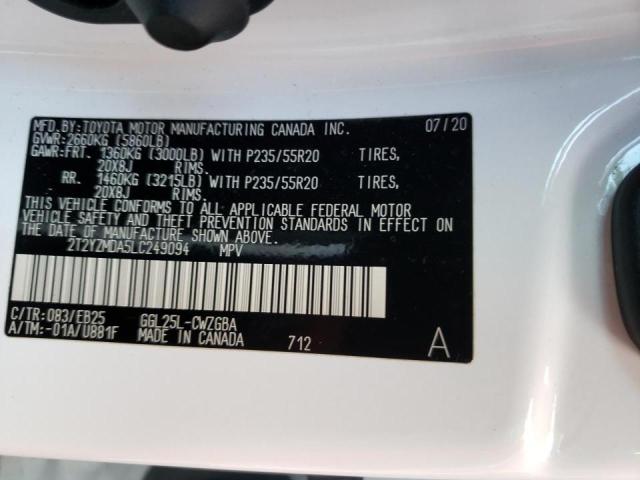 MFD.BY:TOYOTA MOTOR MANUFACTURING CANADA INC. 07/20
GVWR:2660KG (5860LB)
GAWR:FRT. 1360KG (3000LB) WITH P235/55R20 TIRES,
20X8J RIMS.
RR. 1460KG (3215LB) WITH P235/55R20 TIRES,
20X8J RIMS.
THIS VEHICLE CONFORMS TO ALL APPLICABLE FEDERAL MOTOR
VEHICLE SAFETY AND THEFT PREVENTION STANDARDS IN EFFECT ON
THE DATE OF MANUFACTURE SHOWN ABOVE.
2T2YZMDA5LC249094 MPV
C/TR:083/EB25 GGL25L-CWZGBA
A/TM:-01A/U881F MADE IN CANADA 712 A